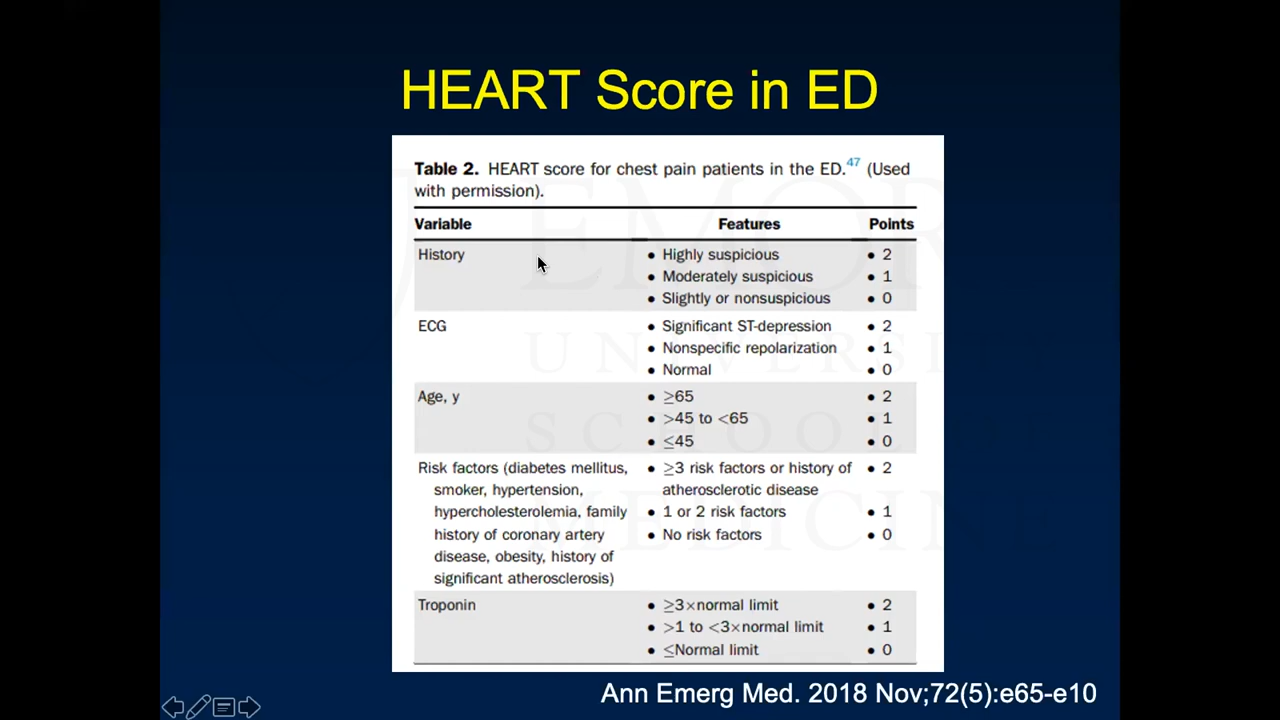 HEART Score in ED
Table 2. HEART score for chest pain patients in the ED.47 (Used
with permission).
Variable Features Points
History • Highly suspicious • 2
• Moderately suspicious • 1
• Slightly or nonsuspicious • 0
ECG • Significant ST-depression • 2
• Nonspecific repolarization • 1
• Normal • 0
Age, y • ≥65 • 2
• >45 to <65 • 1
• ≤45 • 0
Risk factors (diabetes mellitus, • ≥3 risk factors or history of • 2
smoker, hypertension, atherosclerotic disease
hypercholesterolemia, family • 1 or 2 risk factors • 1
history of coronary artery • No risk factors • 0
disease, obesity, history of
significant atherosclerosis)
Troponin • ≥3×normal limit • 2
• >1 to <3×normal limit • 1
• ≤Normal limit • 0
EMORY
UNIVERSITY
SCHOOL OF
MEDICINE
Ann Emerg Med. 2018 Nov;72(5):e65-e10